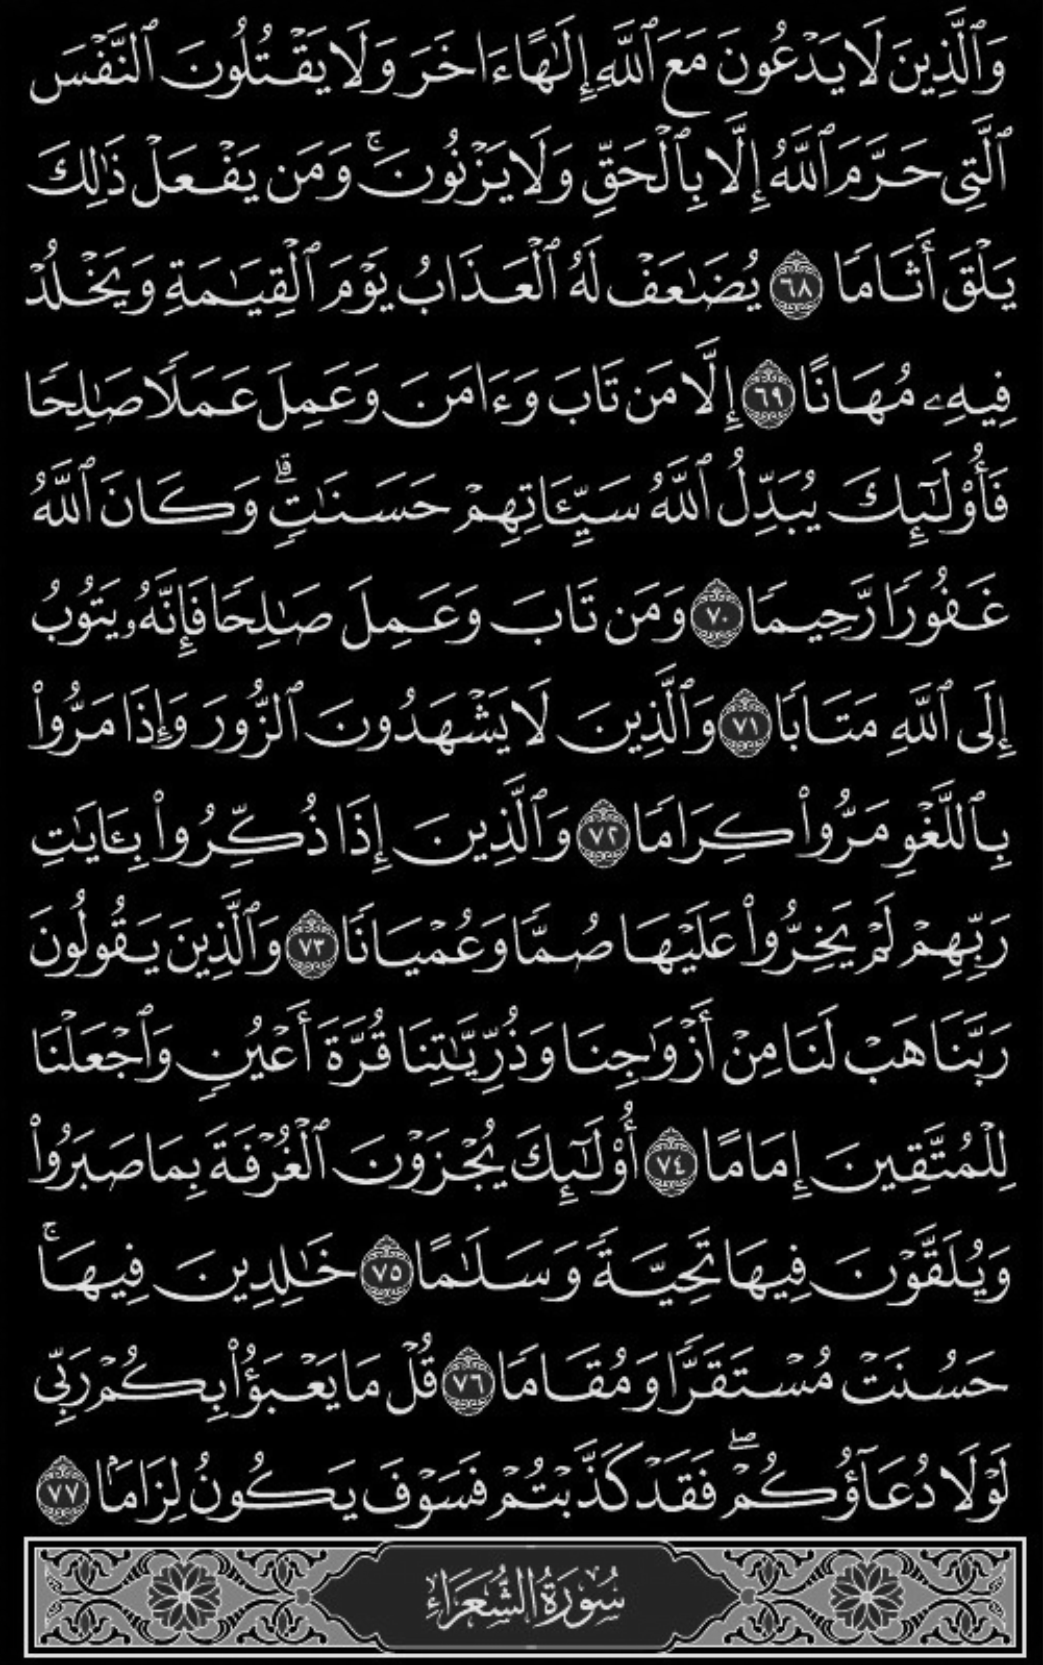 وَٱلَّذِينَ لَا يَدْعُونَ مَعَ ٱللَّهِ إِلَـٰهًا ءَاخَرَ وَلَا يَقْتُلُونَ ٱلنَّفْسَ
ٱلَّتِى حَرَّمَ ٱللَّهُ إِلَّا بِٱلْحَقِّ وَلَا يَزْنُونَ ۚ وَمَن يَفْعَلْ ذَٰلِكَ
يَلْقَ أَثَامًا ٦٨ يُضَـٰعَفْ لَهُ ٱلْعَذَابُ يَوْمَ ٱلْقِيَـٰمَةِ وَيَخْلُدْ
فِيهِۦ مُهَانًا ٦٩ إِلَّا مَن تَابَ وَءَامَنَ وَعَمِلَ عَمَلًا صَـٰلِحًا
فَأُو۟لَـٰٓئِكَ يُبَدِّلُ ٱللَّهُ سَيِّـَٔاتِهِمْ حَسَنَـٰتٍ ۗ وَكَانَ ٱللَّهُ
غَفُورًا رَّحِيمًا ٧٠ وَمَن تَابَ وَعَمِلَ صَـٰلِحًا فَإِنَّهُۥ يَتُوبُ
إِلَى ٱللَّهِ مَتَابًا ٧١ وَٱلَّذِينَ لَا يَشْهَدُونَ ٱلزُّورَ وَإِذَا مَرُّوا۟
بِٱللَّغْوِ مَرُّوا۟ كِرَامًا ٧٢ وَٱلَّذِينَ إِذَا ذُكِّرُوا۟ بِـَٔايَـٰتِ
رَبِّهِمْ لَمْ يَخِرُّوا۟ عَلَيْهَا صُمًّا وَعُمْيَانًا ٧٣ وَٱلَّذِينَ يَقُولُونَ
رَبَّنَا هَبْ لَنَا مِنْ أَزْوَٰجِنَا وَذُرِّيَّـٰتِنَا قُرَّةَ أَعْيُنٍ وَٱجْعَلْنَا
لِلْمُتَّقِينَ إِمَامًا ٧٤ أُو۟لَـٰٓئِكَ يُجْزَوْنَ ٱلْغُرْفَةَ بِمَا صَبَرُوا۟
وَيُلَقَّوْنَ فِيهَا تَحِيَّةً وَسَلَـٰمًا ٧٥ خَـٰلِدِينَ فِيهَا ۚ
حَسُنَتْ مُسْتَقَرًّا وَمُقَامًا ٧٦ قُلْ مَا يَعْبَؤُا۟ بِكُمْ رَبِّى
لَوْلَا دُعَآؤُكُمْ ۖ فَقَدْ كَذَّبْتُمْ فَسَوْفَ يَكُونُ لِزَامًۢا ٧٧
سُورَةُ الشُّعَرَاءِ